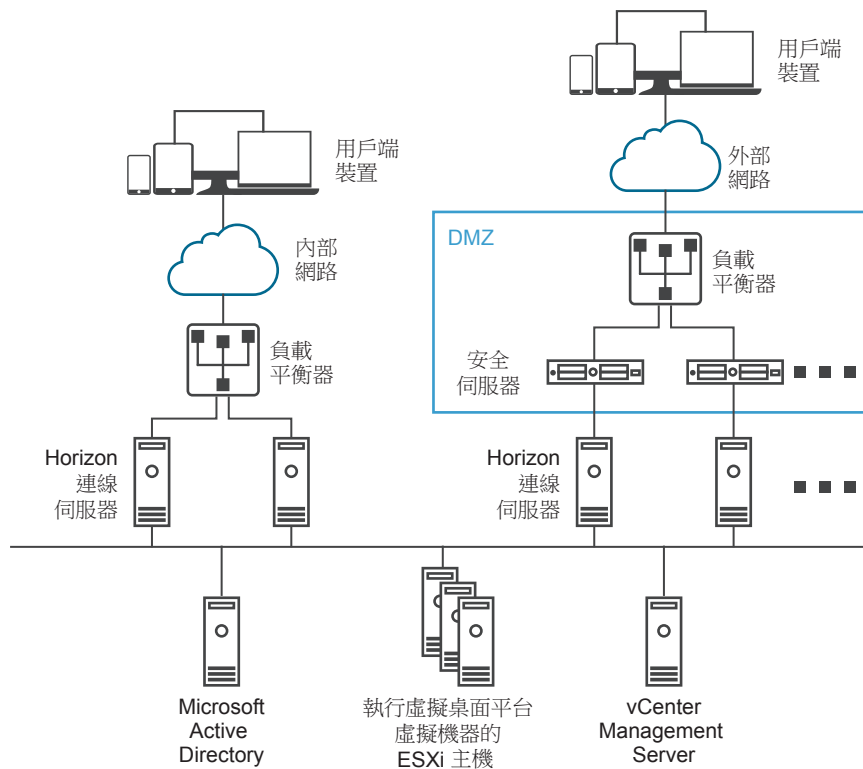 用戶端
裝置
外部
網路
DMZ
負載
平衡器
安全
伺服器
Horizon
連線
伺服器
用戶端
裝置
內部
網路
負載
平衡器
Horizon
連線
伺服器
Microsoft
Active
Directory
執行虛擬桌面平台
虛擬機器的
ESXi 主機
vCenter
Management
Server